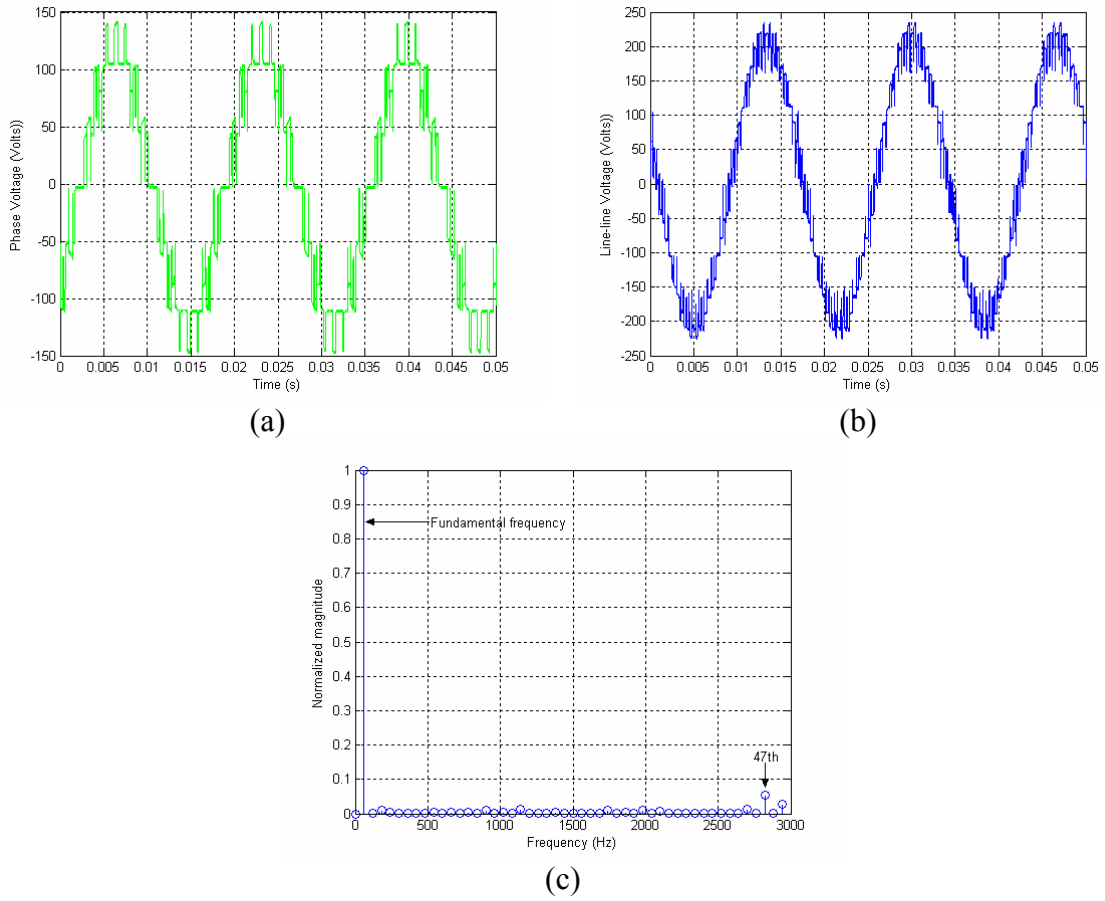 150
100
50
0
-50
-100
-150
Phase Voltage (Volts))
0 0.005 0.01 0.015 0.02 0.025 0.03 0.035 0.04 0.045 0.05
Time (s)
(a)
250
200
150
100
50
0
-50
-100
-150
-200
-250
Line-line Voltage (Volts))
0 0.005 0.01 0.015 0.02 0.025 0.03 0.035 0.04 0.045 0.05
Time (s)
(b)
1
0.9
0.8
0.7
0.6
0.5
0.4
0.3
0.2
0.1
0
Normalized magnitude
Fundamental frequency
47th
0 500 1000 1500 2000 2500 3000
Frequency (Hz)
(c)